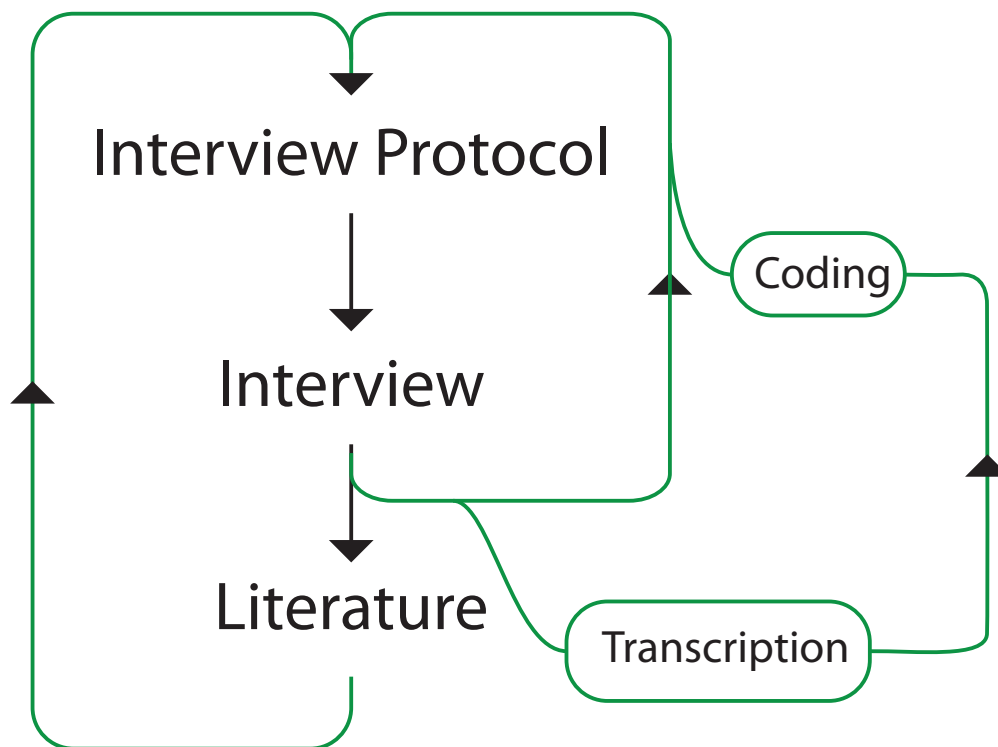 Interview Protocol
Coding
Interview
Literature
Transcription